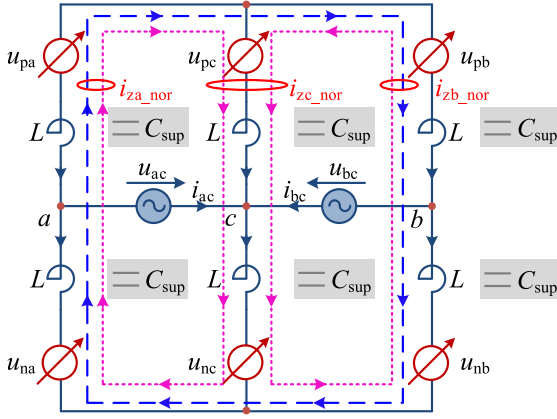 u_pa u_pc u_pb
i_za_nor i_zc_nor i_zb_nor
L C_sup L C_sup L C_sup
u_ac u_bc
i_ac i_bc
a c b
L C_sup L C_sup L C_sup
u_na u_nc u_nb